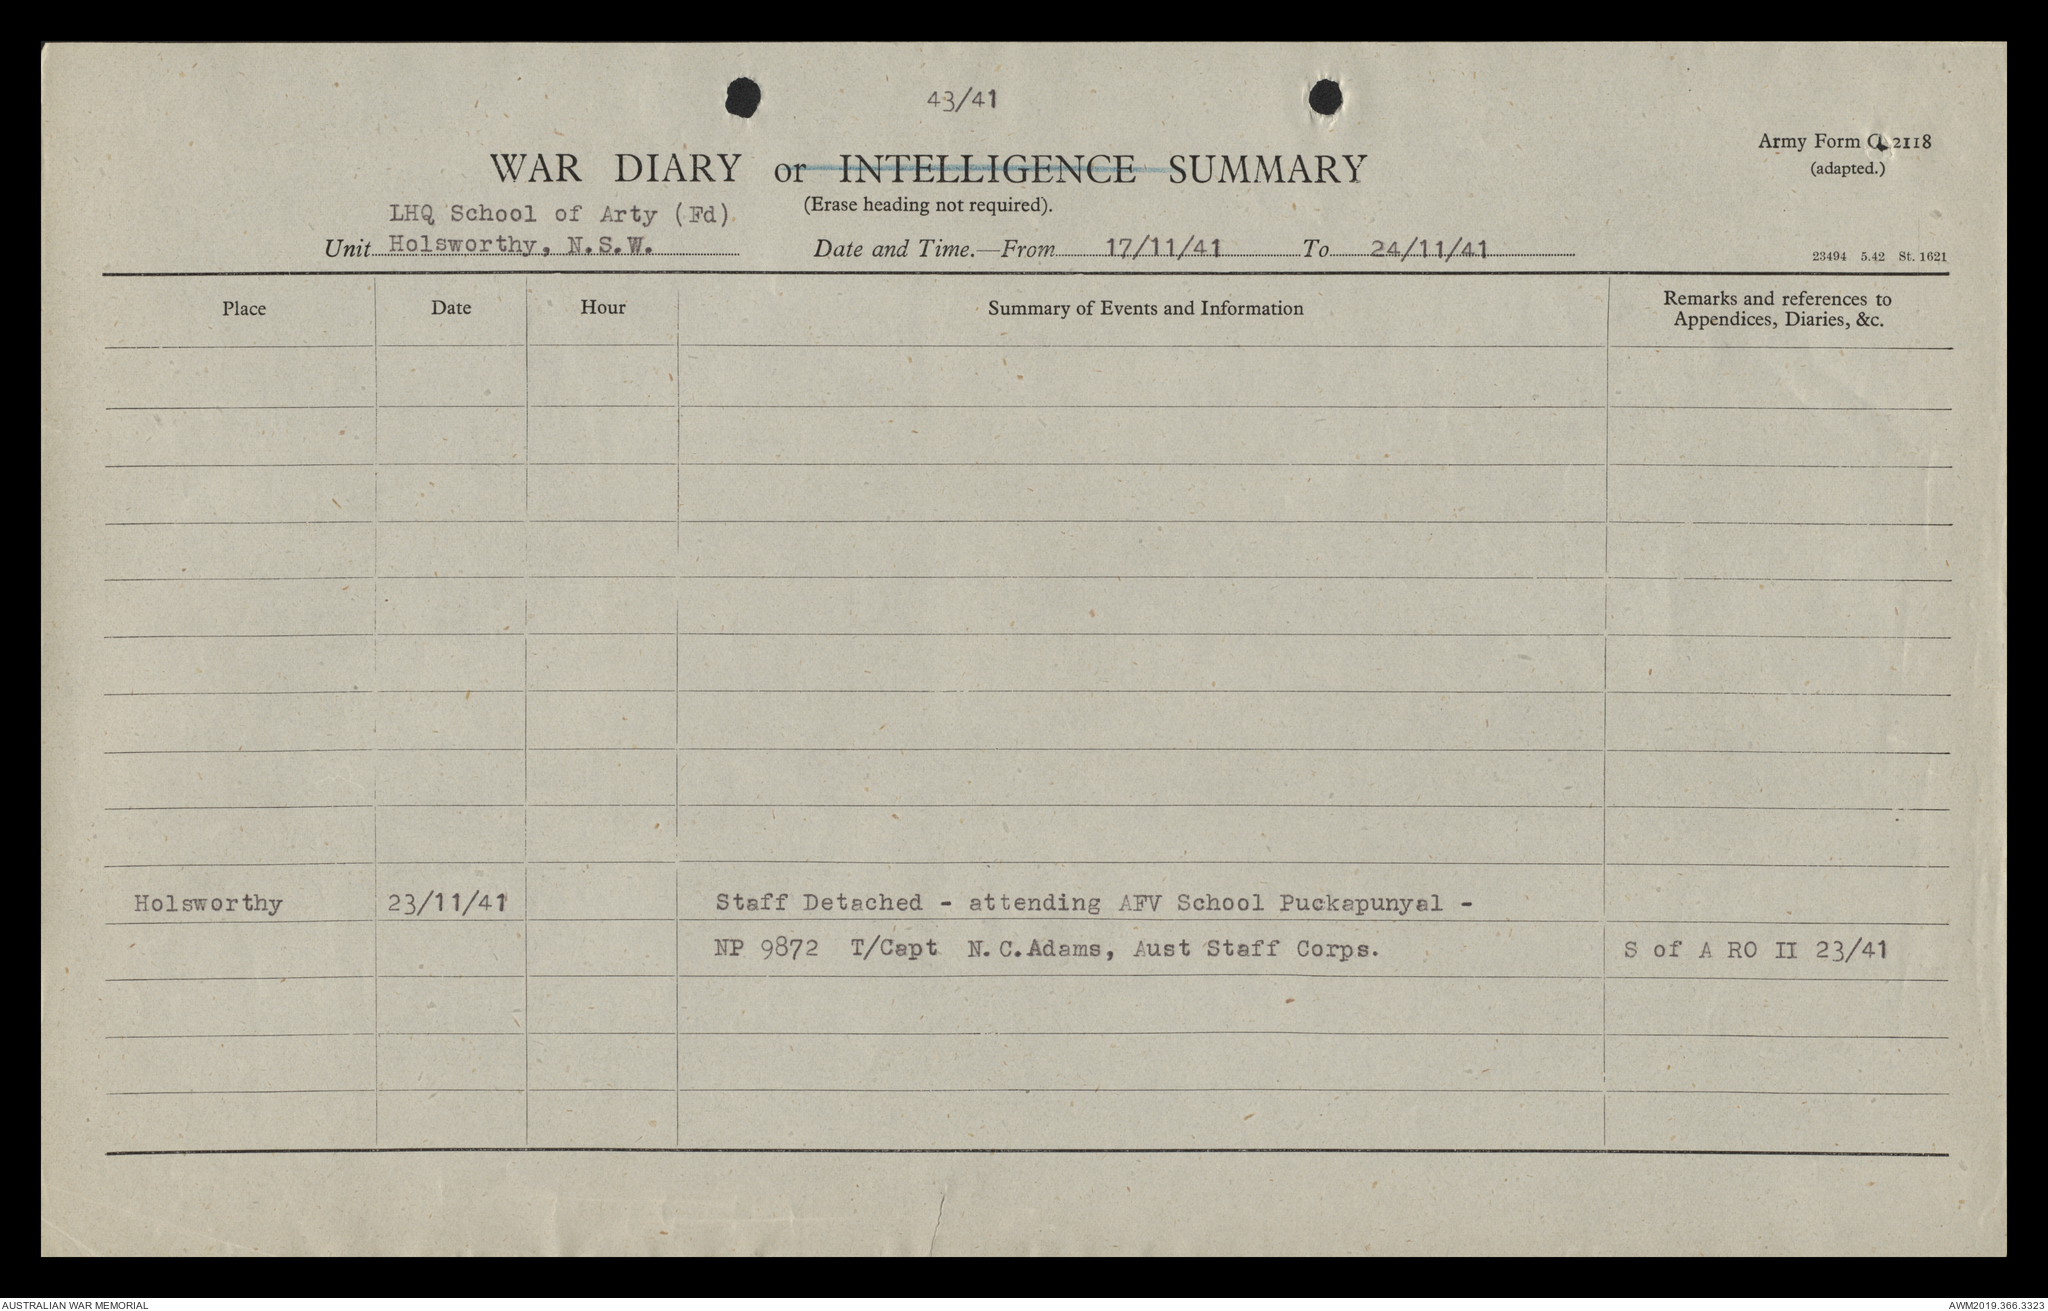 43/41
Army Form C. 2118
(adapted.)
WAR DIARY or INTELLIGENCE SUMMARY
(Erase heading not required).
LHQ School of Arty (Fd)
Unit Holsworthy, N.S.W. Date and Time.—From 17/11/41 To 24/11/41
23494 5.42 St. 1621
Place Date Hour Summary of Events and Information Remarks and references to
Appendices, Diaries, &c.
Holsworthy 23/11/41 Staff Detached - attending AFV School Puckapunyal -
NP 9872 T/Capt N.C.Adams, Aust Staff Corps. S of A RO II 23/41
AUSTRALIAN WAR MEMORIAL AWM2019.366.3323